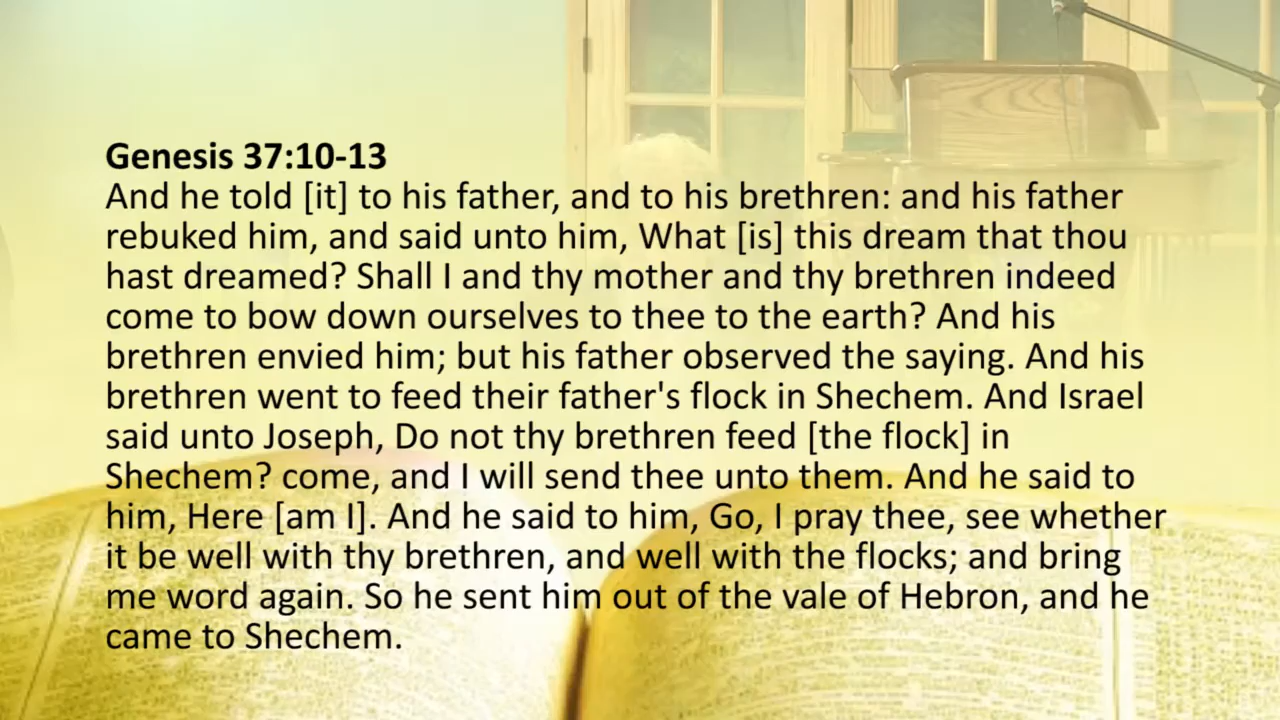 Genesis 37:10-13
And he told [it] to his father, and to his brethren: and his father
rebuked him, and said unto him, What [is] this dream that thou
hast dreamed? Shall I and thy mother and thy brethren indeed
come to bow down ourselves to thee to the earth? And his
brethren envied him; but his father observed the saying. And his
brethren went to feed their father's flock in Shechem. And Israel
said unto Joseph, Do not thy brethren feed [the flock] in
Shechem? come, and I will send thee unto them. And he said to
him, Here [am I]. And he said to him, Go, I pray thee, see whether
it be well with thy brethren, and well with the flocks; and bring
me word again. So he sent him out of the vale of Hebron, and he
came to Shechem.